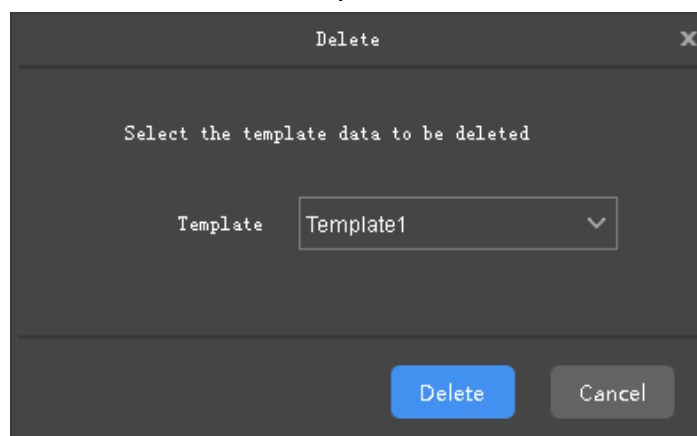 Delete
x
Select the template data to be deleted
Template Template1
Delete Cancel